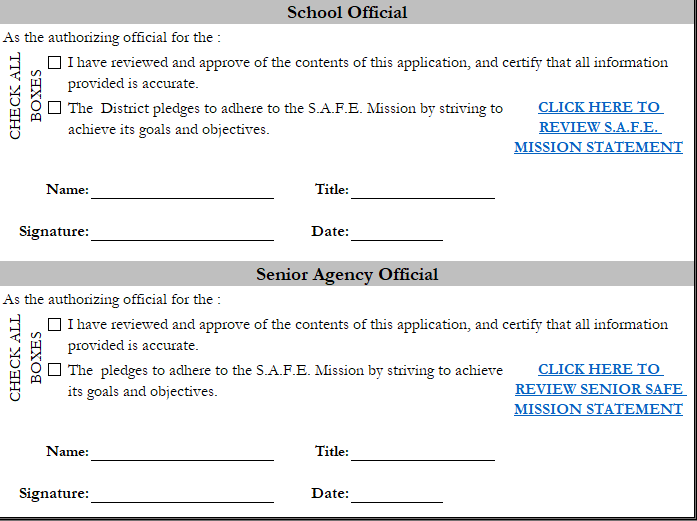 School Official
As the authorizing official for the :
CHECK ALL
BOXES
I have reviewed and approve of the contents of this application, and certify that all information
provided is accurate.
The  District pledges to adhere to the S.A.F.E. Mission by striving to
achieve its goals and objectives.
CLICK HERE TO
REVIEW S.A.F.E.
MISSION STATEMENT
Name: Title:
Signature: Date:
Senior Agency Official
As the authorizing official for the :
CHECK ALL
BOXES
I have reviewed and approve of the contents of this application, and certify that all information
provided is accurate.
The  pledges to adhere to the S.A.F.E. Mission by striving to achieve
its goals and objectives.
CLICK HERE TO
REVIEW SENIOR SAFE
MISSION STATEMENT
Name: Title:
Signature: Date: